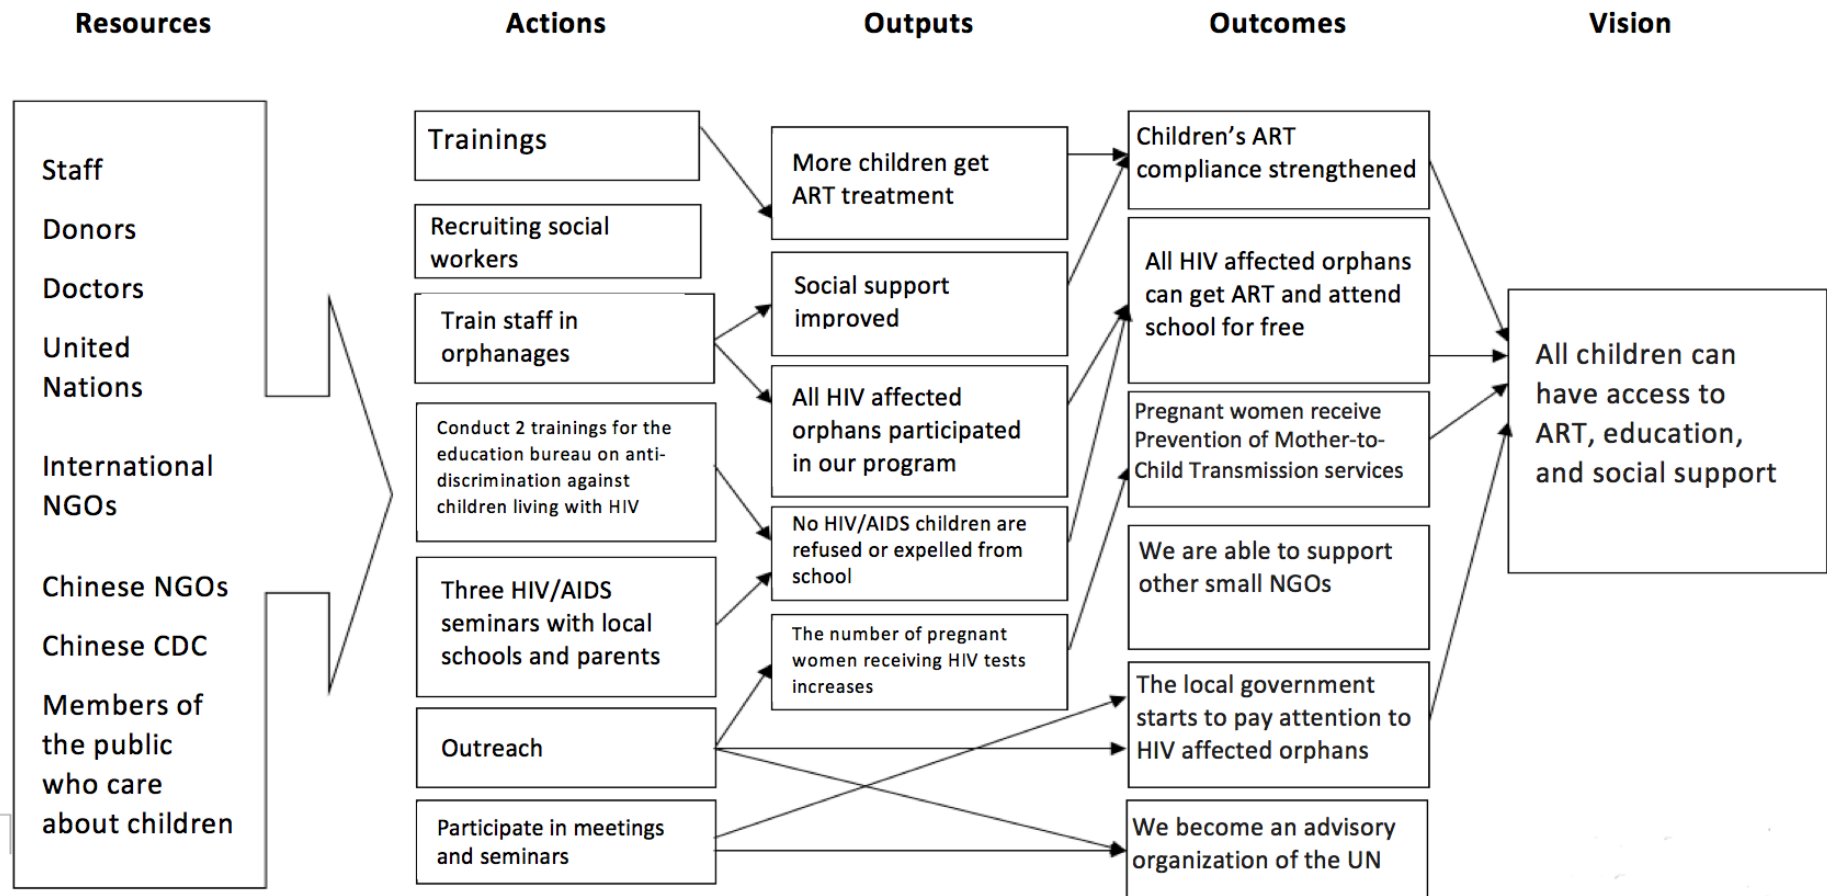 Resources
Actions
Outputs
Outcomes
Vision
Staff
Donors
Doctors
United
Nations
International
NGOs
Chinese NGOs
Chinese CDC
Members of
the public
who care
about children
Trainings
Recruiting social
workers
Train staff in
orphanages
Conduct 2 trainings for the
education bureau on anti-
discrimination against
children living with HIV
Three HIV/AIDS
seminars with local
schools and parents
Outreach
Participate in meetings
and seminars
More children get
ART treatment
Social support
improved
All HIV affected
orphans participated
in our program
No HIV/AIDS children are
refused or expelled from
school
The number of pregnant
women receiving HIV tests
increases
Children’s ART
compliance strengthened
All HIV affected orphans
can get ART and attend
school for free
Pregnant women receive
Prevention of Mother-to-
Child Transmission services
We are able to support
other small NGOs
The local government
starts to pay attention to
HIV affected orphans
We become an advisory
organization of the UN
All children can
have access to
ART, education,
and social support